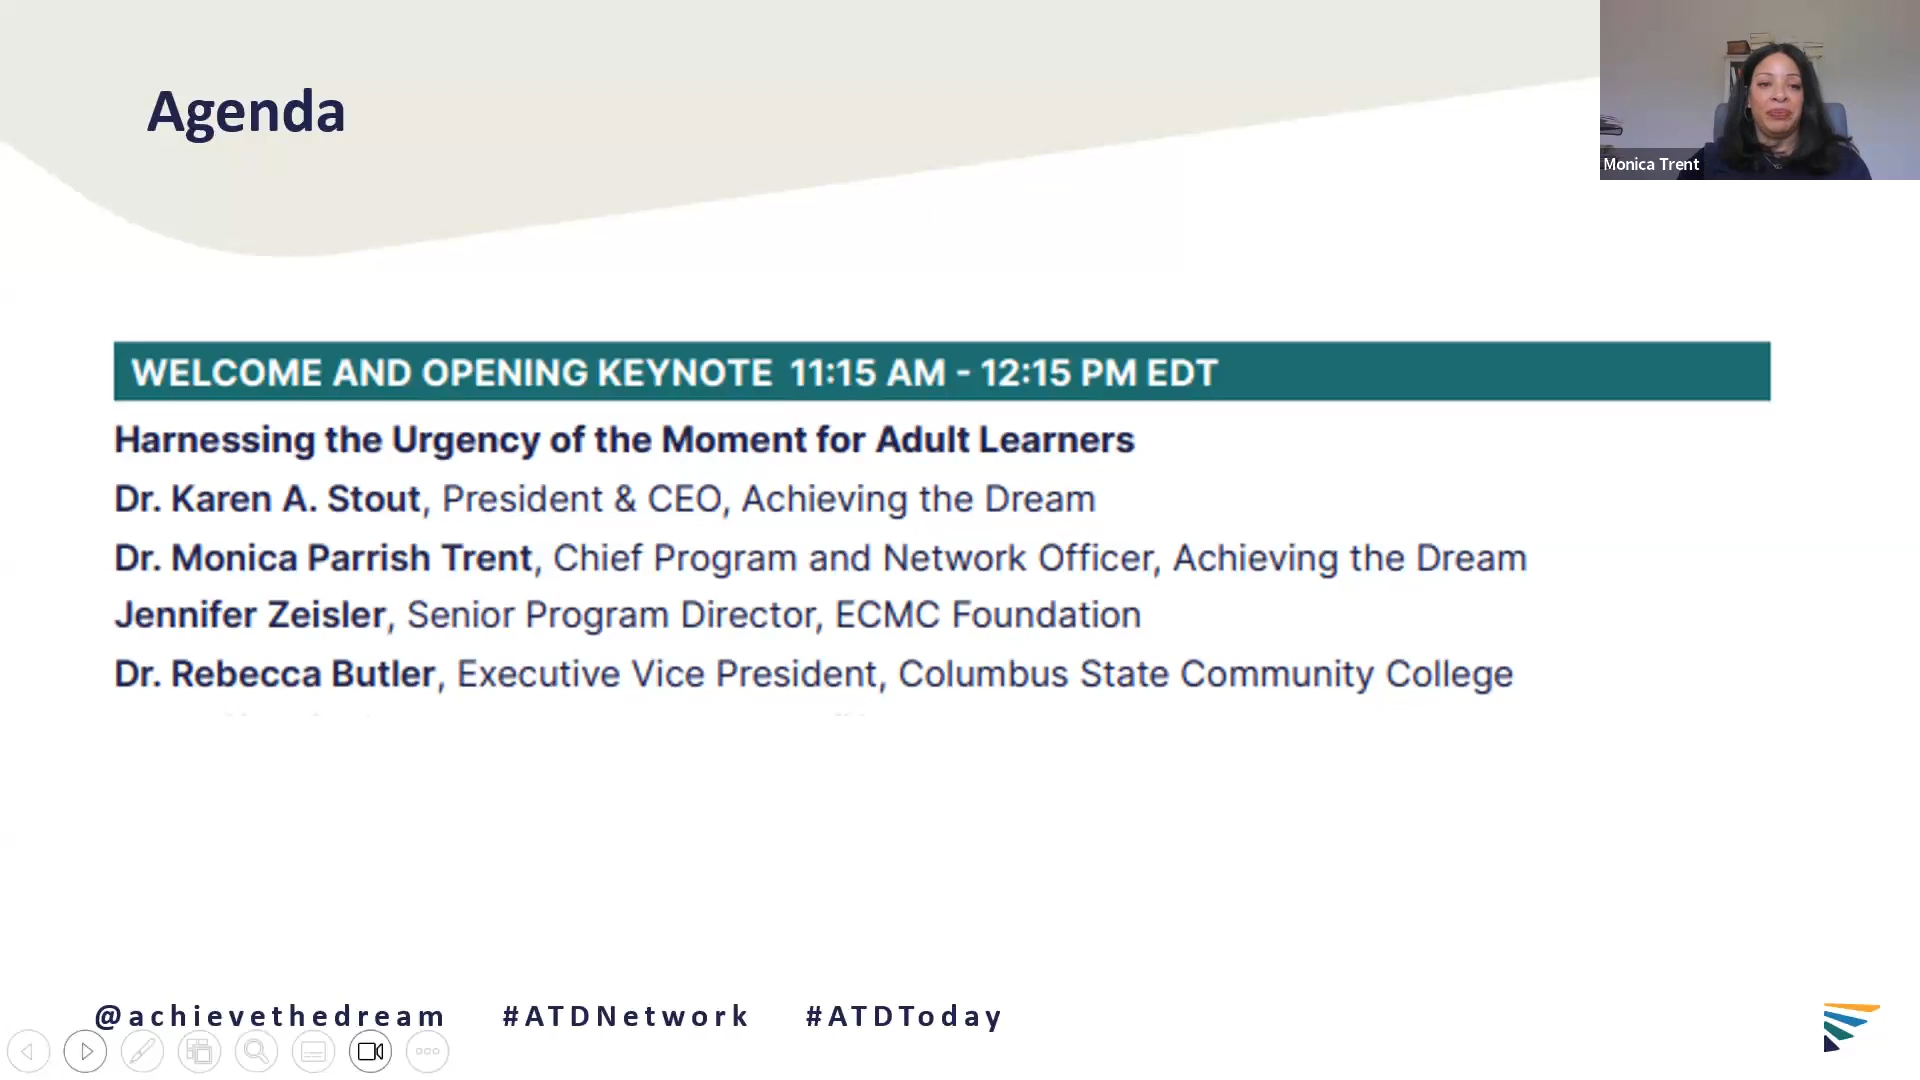 Agenda
Monica Trent
WELCOME AND OPENING KEYNOTE 11:15 AM - 12:15 PM EDT
Harnessing the Urgency of the Moment for Adult Learners
Dr. Karen A. Stout, President & CEO, Achieving the Dream
Dr. Monica Parrish Trent, Chief Program and Network Officer, Achieving the Dream
Jennifer Zeisler, Senior Program Director, ECMC Foundation
Dr. Rebecca Butler, Executive Vice President, Columbus State Community College
@achievethedream #ATDNetwork #ATDToday